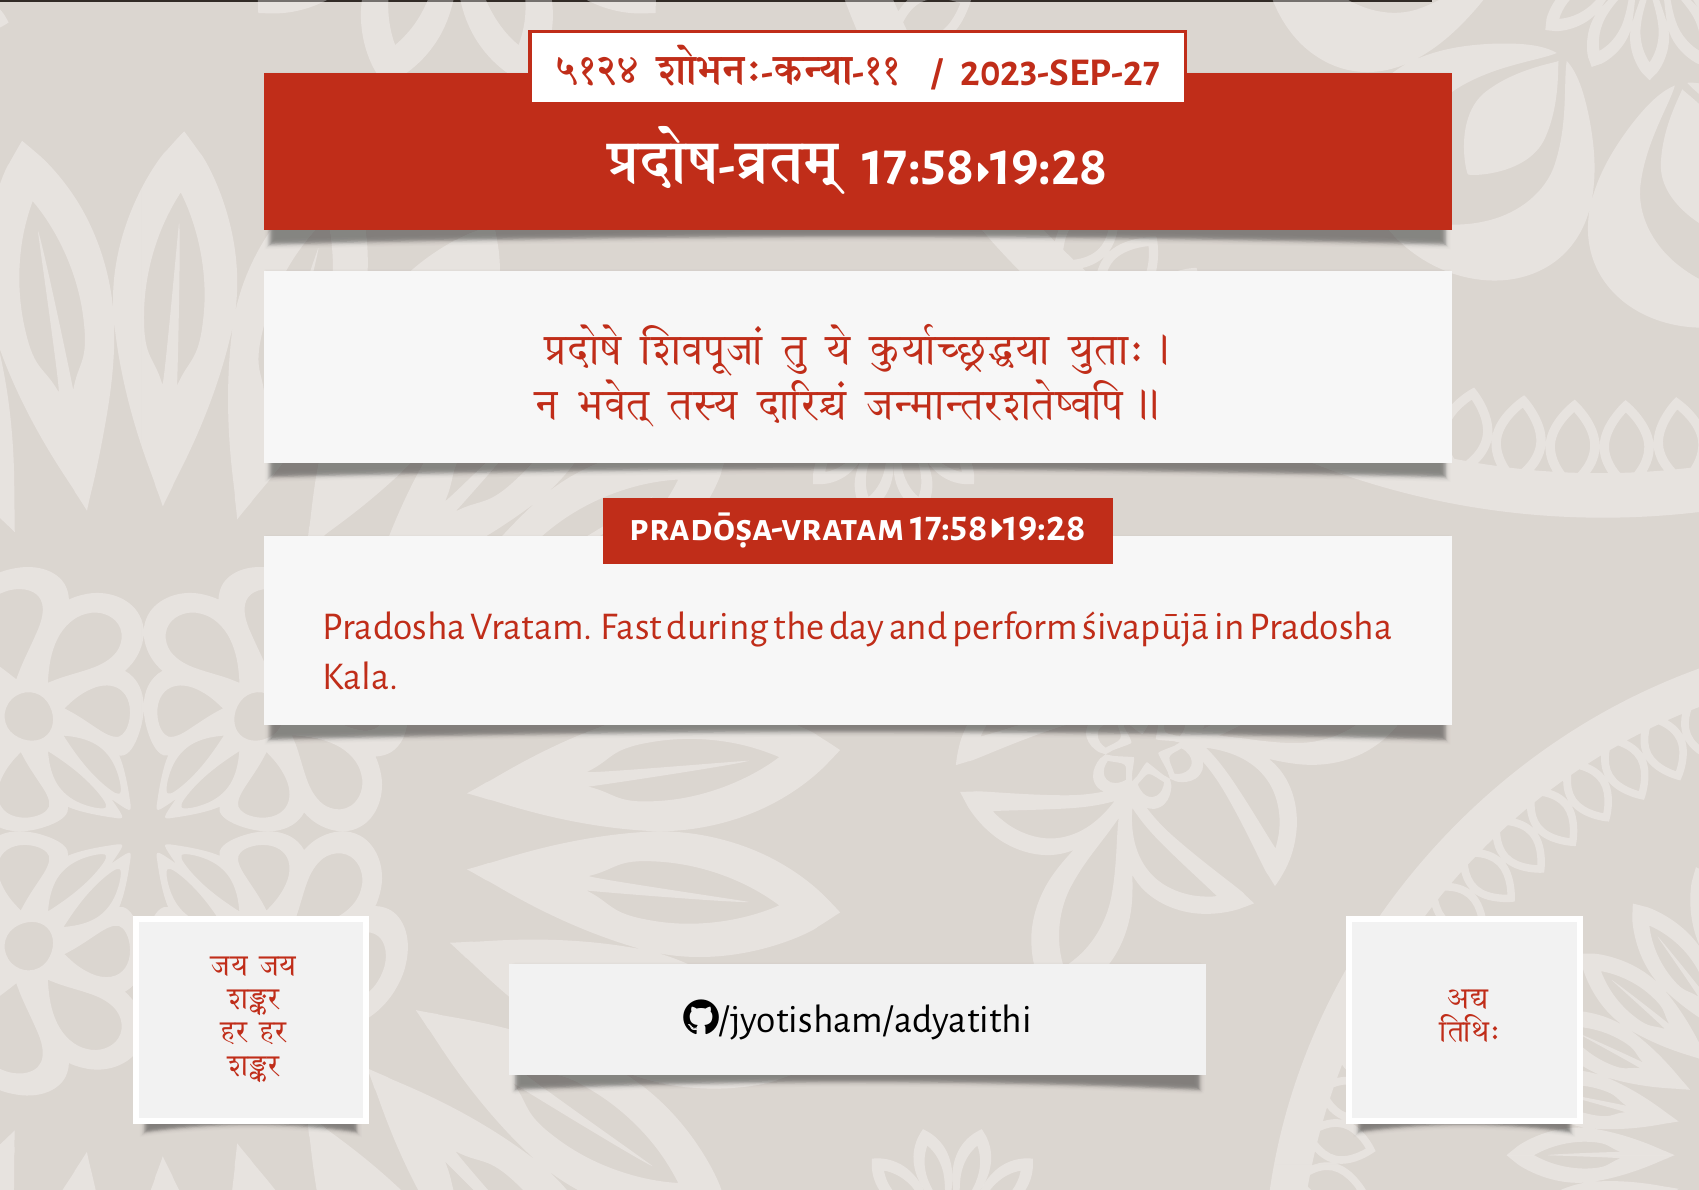 ५१२४ शोभनः-कन्या-११ / 2023-SEP-27
प्रदोष-व्रतम् 17:58▸19:28
प्रदोषे शिवपूजां तु ये कुर्याच्छ्रद्धया युताः ।
न भवेत् तस्य दारिद्र्यं जन्मान्तरशतेष्वपि ॥
PRADŌṢA-VRATAM 17:58▸19:28
Pradosha Vratam. Fast during the day and perform śivapūjā in Pradosha
Kala.
जय जय
शङ्कर
हर हर
शङ्कर
/jyotisham/adyatithi
अद्य
तिथिः